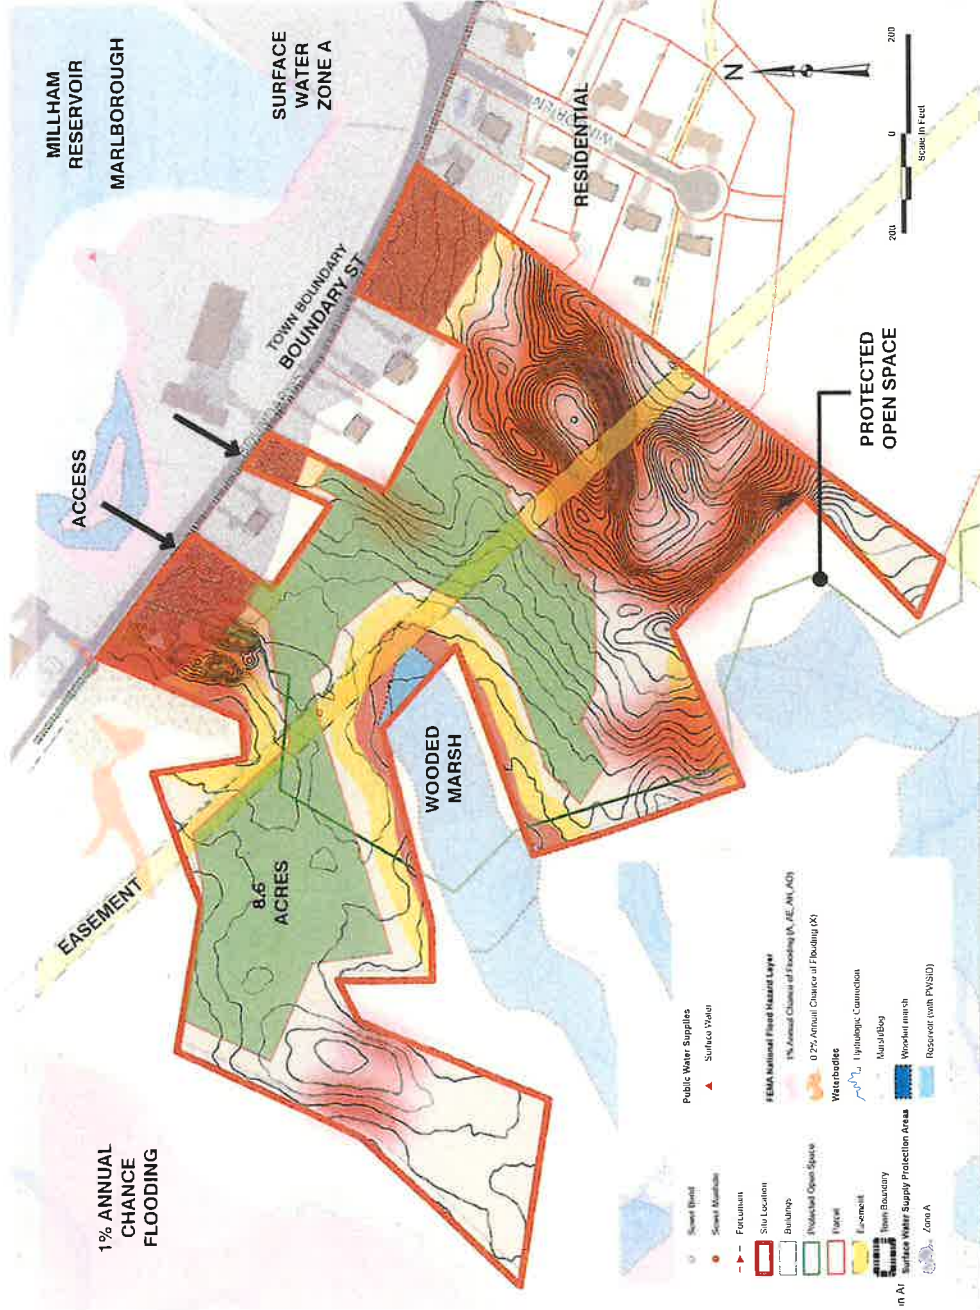 MILLHAM
RESERVOIR
MARLBOROUGH
SURFACE
WATER
ZONE A
ACCESS
TOWN BOUNDARY
BOUNDARY ST
RESIDENTIAL
N
200
0
200
Scale In Feet
PROTECTED
OPEN SPACE
EASEMENT
8.6
ACRES
WOODED
MARSH
1% ANNUAL
CHANCE
FLOODING
Sewer Manhole
Forcemain
Site Location
Buildings
Protected Open Space
Parcel
Easement
Town Boundary
Surface Water Supply Protection Areas
Zone A
Public Water Supplies
Surface Water
FEMA National Flood Hazard Layer
1% Annual Chance of Flooding (A, AE, AH, AO)
0.2% Annual Chance of Flooding (X)
Waterbodies
Hydrologic Connection
Marsh/Bog
Wooded marsh
Reservoir (with PWSID)